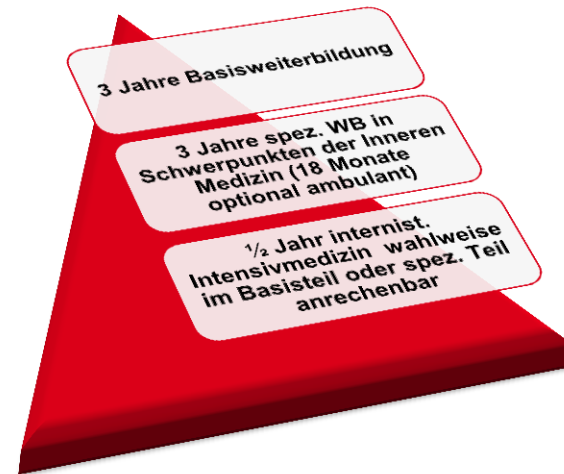 3 Jahre Basisweiterbildung
3 Jahre spez. WB in
Schwerpunkten der Inneren
Medizin (18 Monate
optional ambulant)
½ Jahr internist.
Intensivmedizin wahlweise
im Basisteil oder spez. Teil
anrechenbar